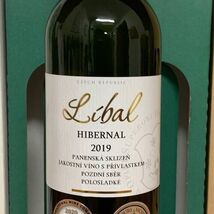 CZECH REPUBLIC
Líbal
HIBERNAL
2019
PANENSKÁ SKLIZEŇ
JAKOSTNÍ VÍNO S PŘÍVLASTKEM
POZDNÍ SBĚR
POLOSLADKÉ